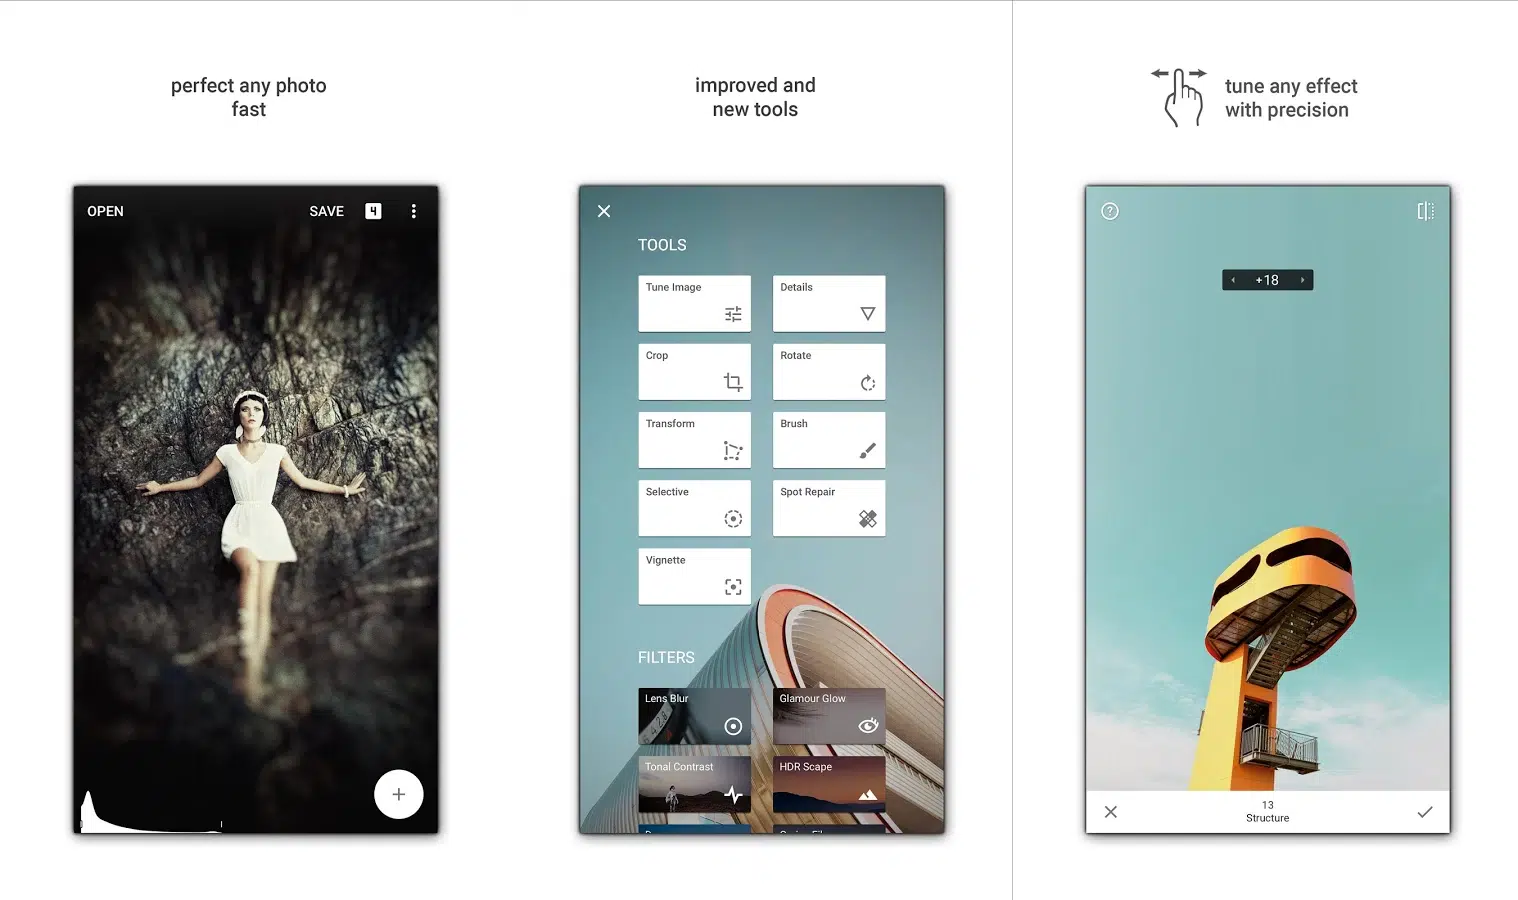 perfect any photo
fast
OPEN
SAVE
4
improved and
new tools
TOOLS
Tune Image
Details
Crop
Rotate
Transform
Brush
Selective
Spot Repair
Vignette
FILTERS
Lens Blur
Glamour Glow
Tonal Contrast
HDR Scape
tune any effect
with precision
?
+18
13
Structure